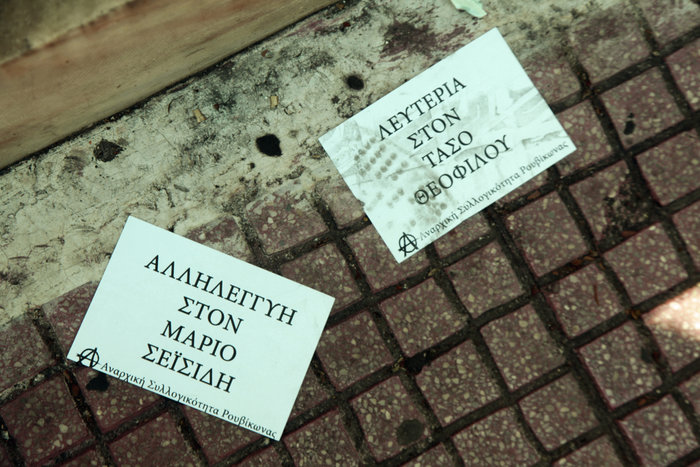 ΑΛΛΗΛΕΓΓΥΗ
ΣΤΟΝ
ΜΑΡΙΟ
ΣΕΪΣΙΔΗ
Αναρχική Συλλογικότητα Ρουβίκωνας
ΛΕΥΤΕΡΙΑ
ΣΤΟΝ
ΤΑΣΟ
ΘΕΟΦΙΛΟΥ
Αναρχική Συλλογικότητα Ρουβίκωνας